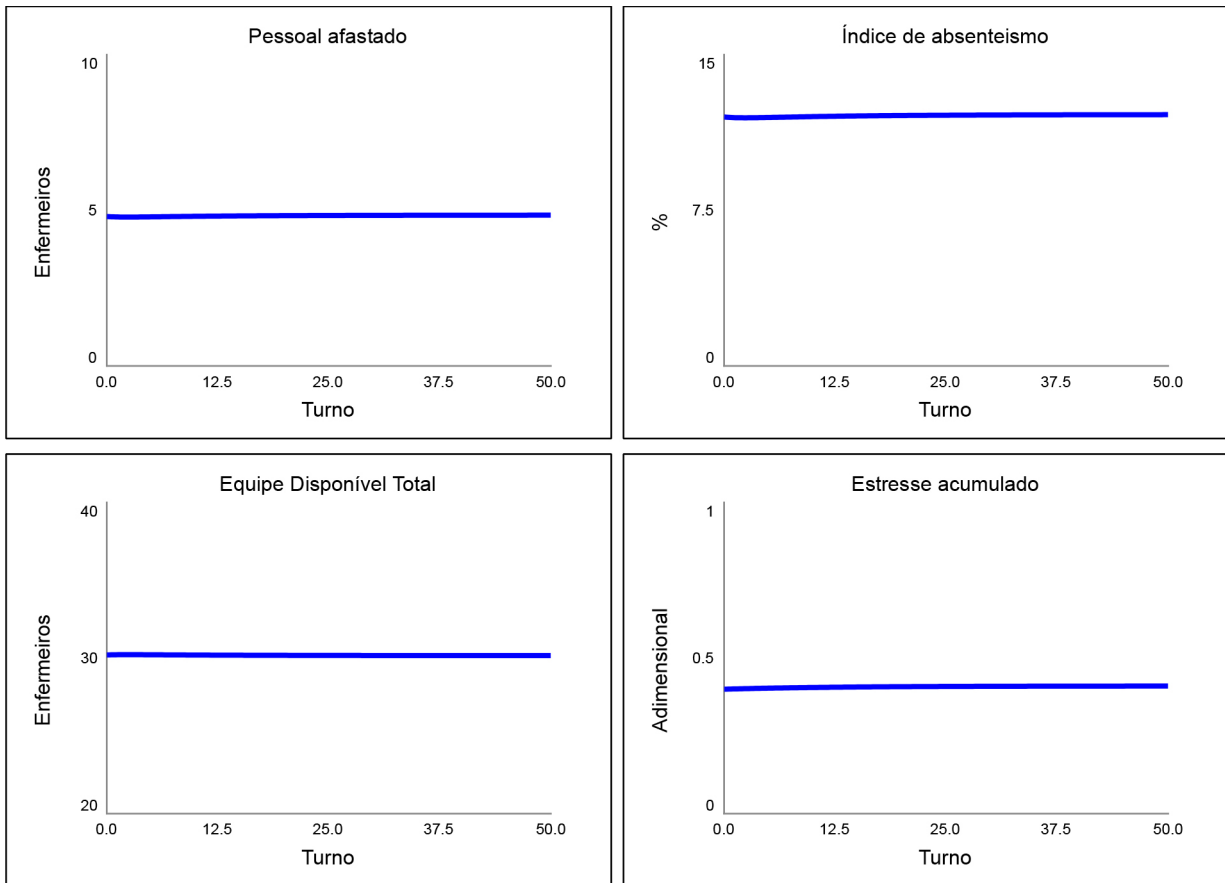 Pessoal afastado
10
5
0
Enfermeiros
0.0 12.5 25.0 37.5 50.0
Turno
Índice de absenteismo
15
7.5
0
%
0.0 12.5 25.0 37.5 50.0
Turno
Equipe Disponível Total
40
30
20
Enfermeiros
0.0 12.5 25.0 37.5 50.0
Turno
Estresse acumulado
1
0.5
0
Adimensional
0.0 12.5 25.0 37.5 50.0
Turno